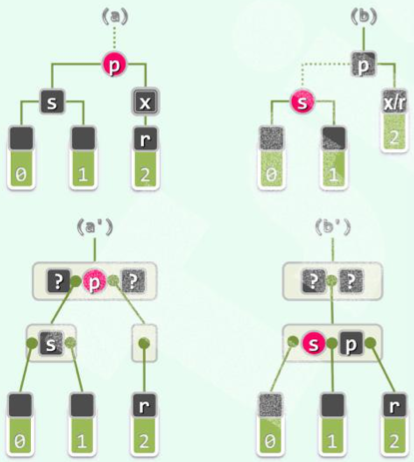 (a) (b)
p p
s x s x/r
r
0 1 2 0 1 2
(a') (b')
? p ? ? ?
s s p
r r
0 1 2 0 1 2